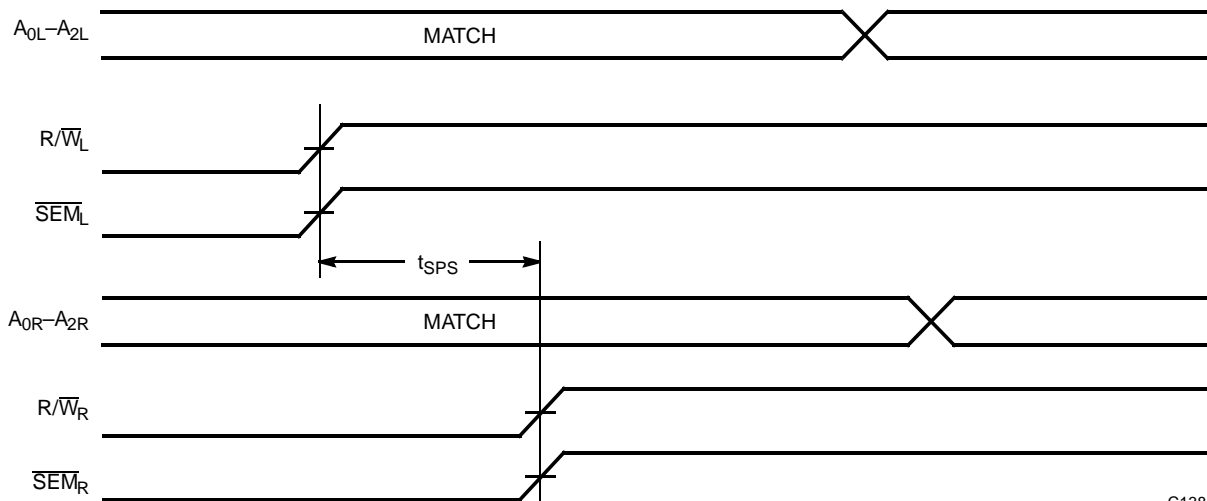 A0L–A2L
MATCH
R/W̅L
S̅E̅M̅L
tSPS
A0R–A2R
MATCH
R/W̅R
S̅E̅M̅R